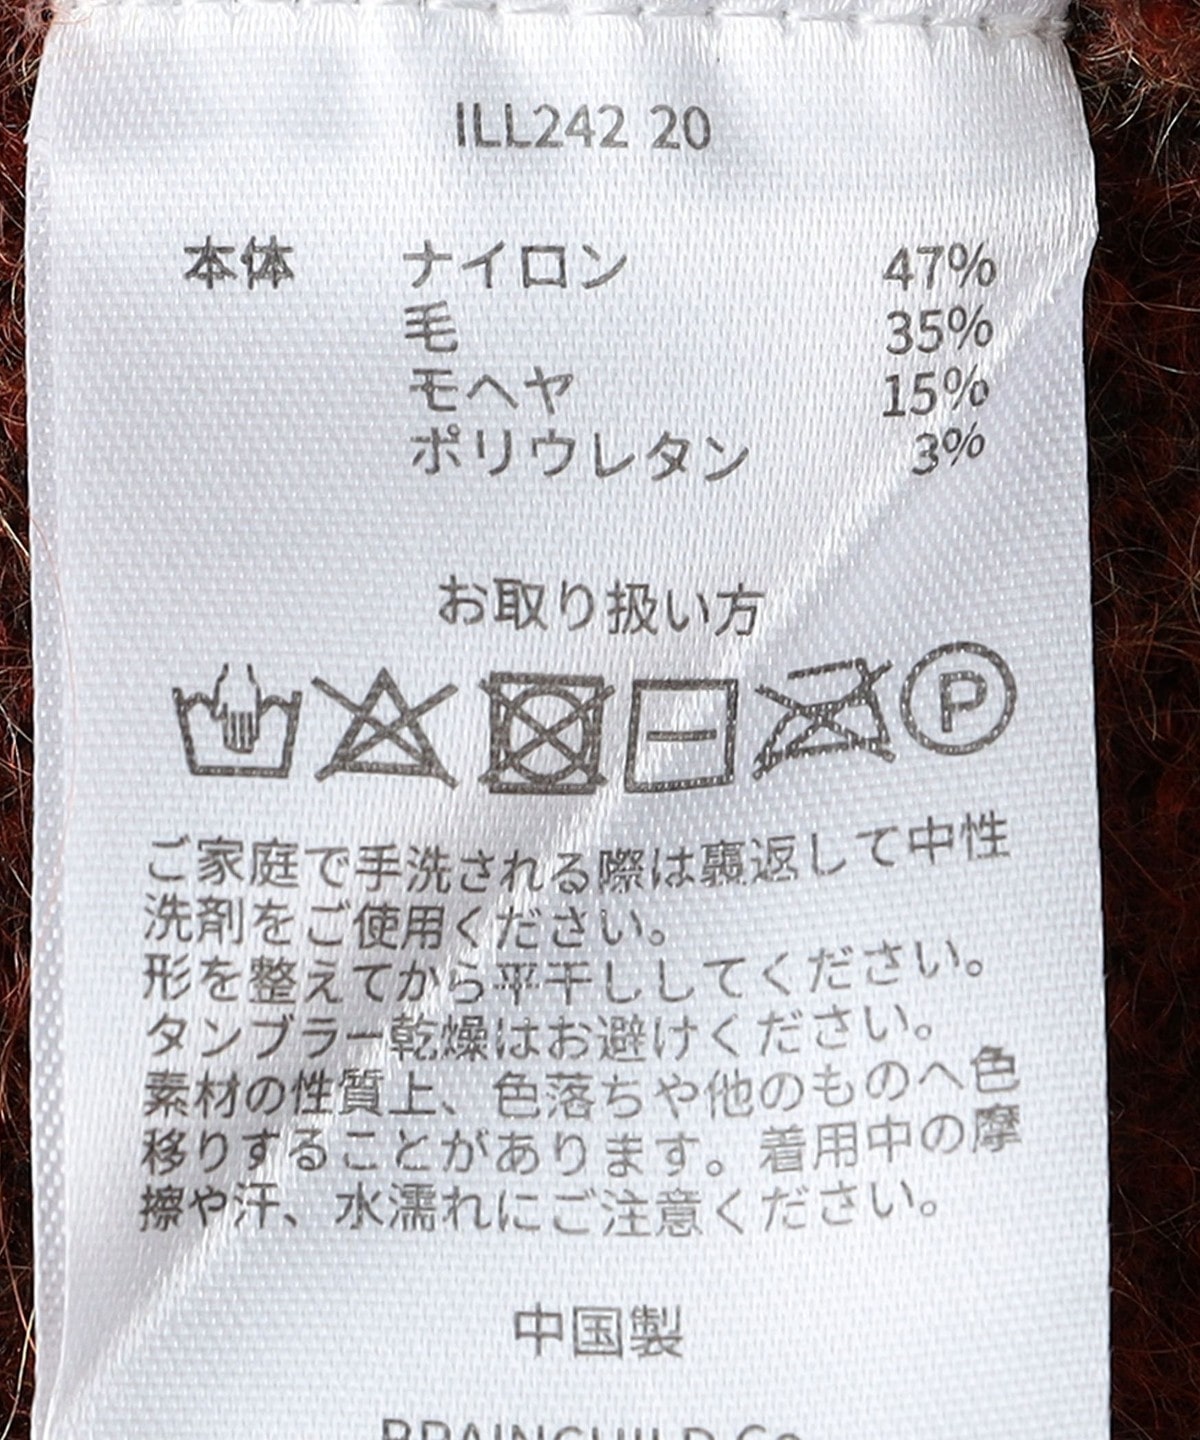 ILL242 20
本体 ナイロン 47%
毛 35%
モヘヤ 15%
ポリウレタン 3%
お取り扱い方
P
ご家庭で手洗される際は裏返して中性
洗剤をご使用ください。
形を整えてから平干ししてください。
タンブラー乾燥はお避けください。
素材の性質上、色落ちや他のものへ色
移りすることがあります。着用中の摩
擦や汗、水濡れにご注意ください。
中国製
BRAINCHILD Co